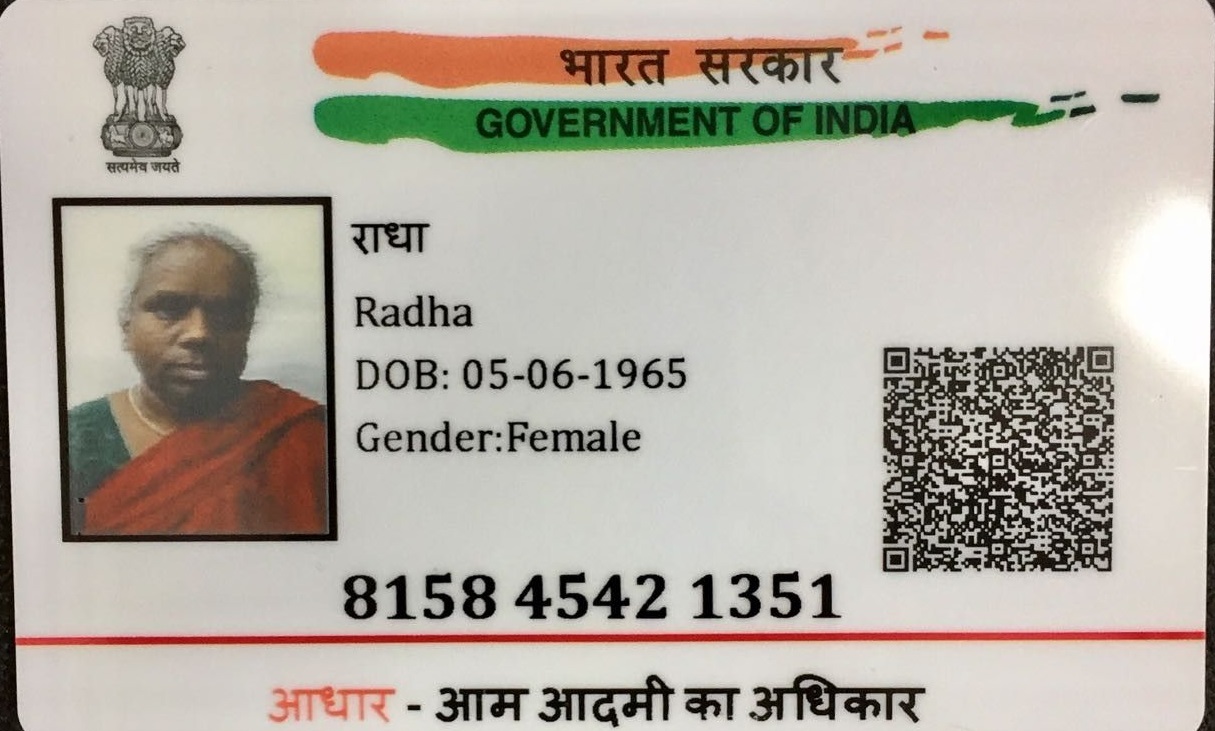 भारत सरकार
GOVERNMENT OF INDIA
सत्यमेव जयते
राधा
Radha
DOB: 05-06-1965
Gender:Female
8158 4542 1351
आधार - आम आदमी का अधिकार